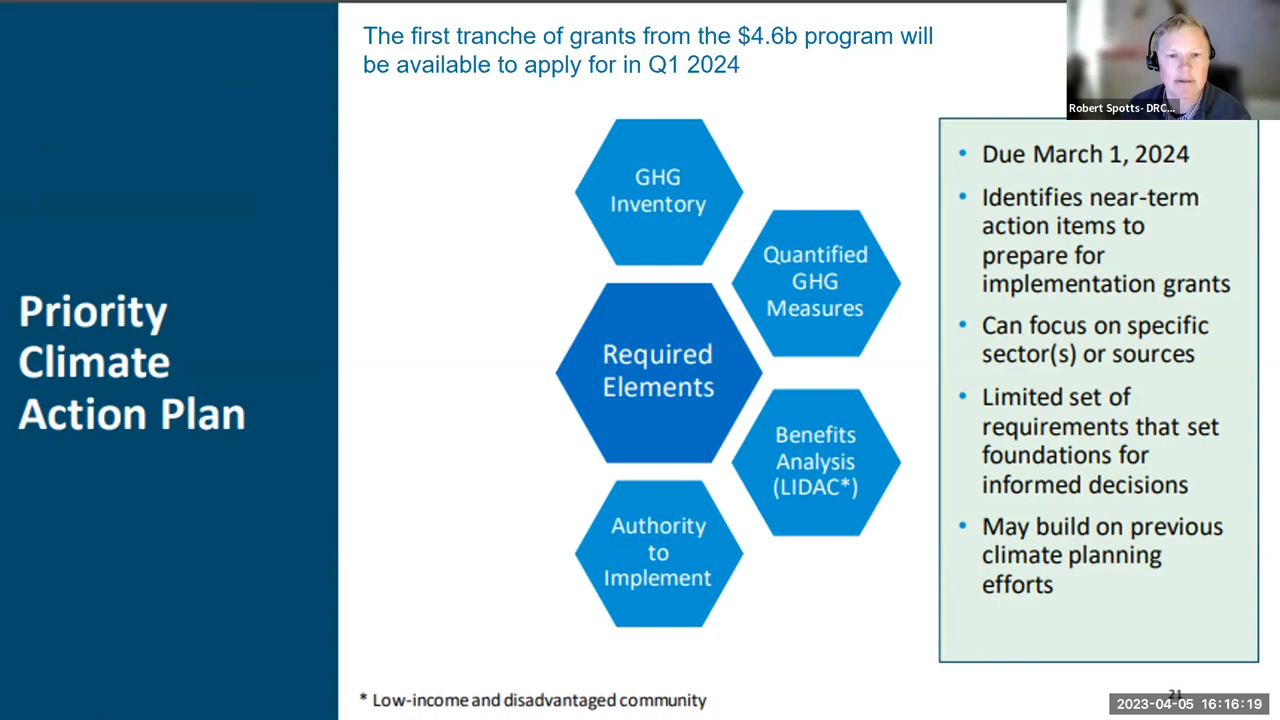 The first tranche of grants from the $4.6b program will
be available to apply for in Q1 2024
Robert Spotts- DRC...
Priority
Climate
Action Plan
GHG
Inventory
Quantified
GHG
Measures
Required
Elements
Benefits
Analysis
(LIDAC*)
Authority
to
Implement
• Due March 1, 2024
• Identifies near-term
action items to
prepare for
implementation grants
• Can focus on specific
sector(s) or sources
• Limited set of
requirements that set
foundations for
informed decisions
• May build on previous
climate planning
efforts
* Low-income and disadvantaged community
21
2023-04-05 16:16:19